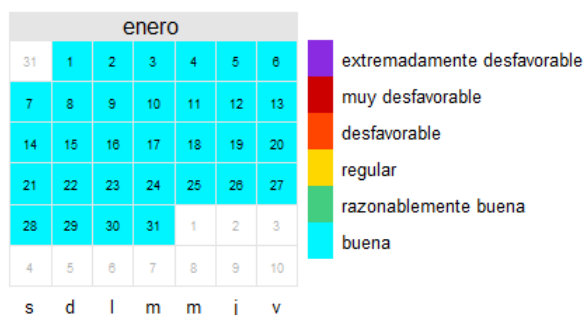 enero
31 1 2 3 4 5 6
7 8 9 10 11 12 13
14 15 16 17 18 19 20
21 22 23 24 25 26 27
28 29 30 31 1 2 3
4 5 6 7 8 9 10
s d l m m j v
extremadamente desfavorable
muy desfavorable
desfavorable
regular
razonablemente buena
buena